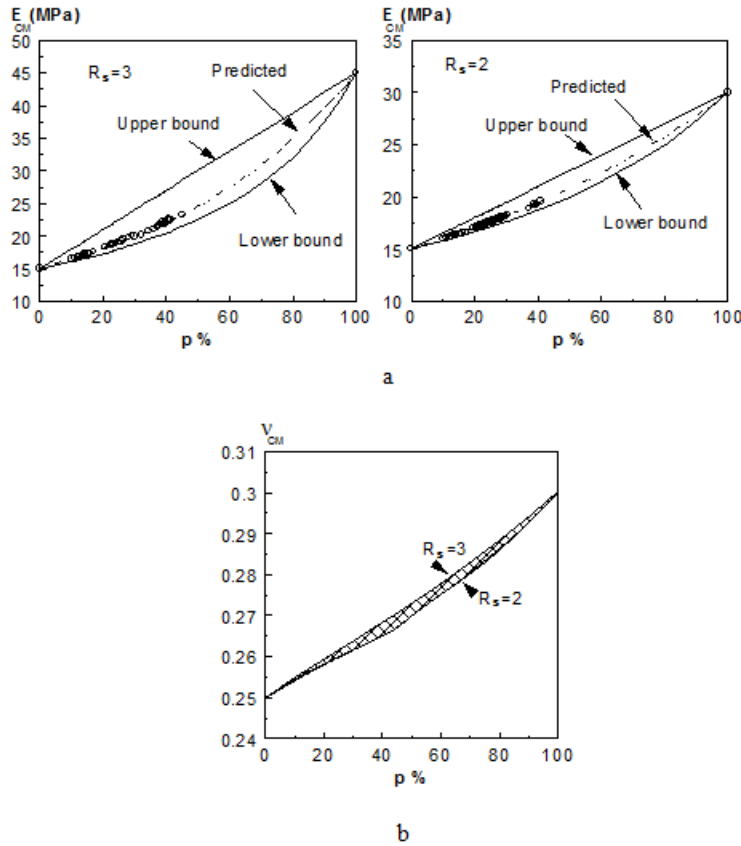 E_CM (MPa)
E_CM (MPa)
50
45
40
35
30
25
20
15
10
R_s=3
Predicted
Upper bound
Lower bound
0 20 40 60 80 100
p %
35
30
25
20
15
10
R_s=2
Predicted
Upper bound
Lower bound
0 20 40 60 80 100
p %
a
ν_CM
0.31
0.3
0.29
0.28
0.27
0.26
0.25
0.24
R_s=3
R_s=2
0 20 40 60 80 100
p %
b